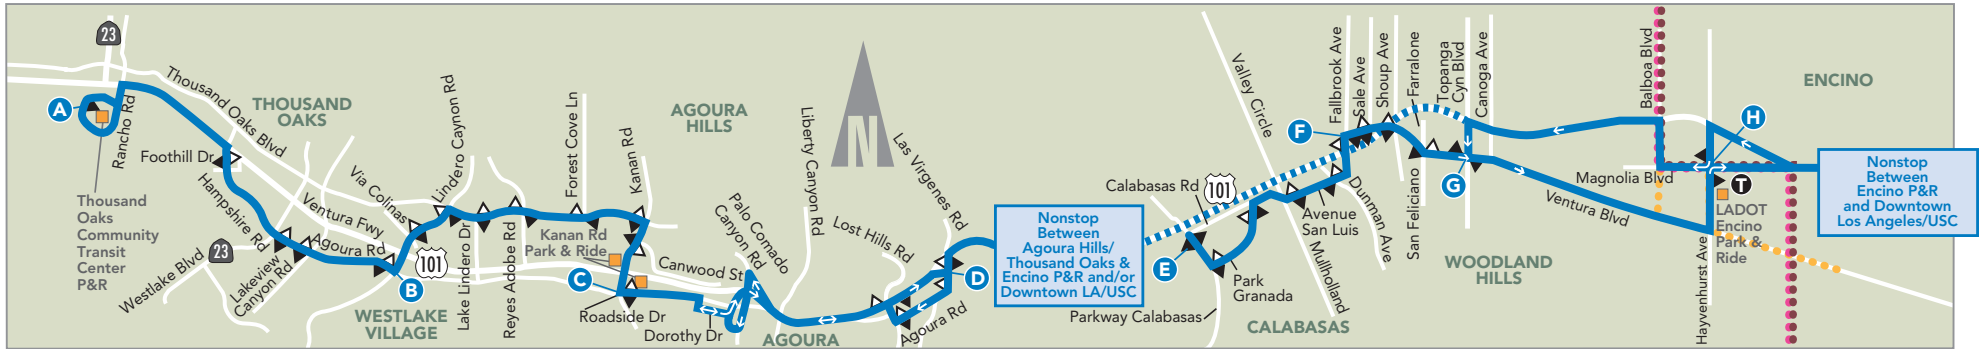 23
A
Rancho Rd
Thousand Oaks Blvd
THOUSAND
OAKS
Foothill Dr
Thousand
Oaks
Community
Transit
Center
P&R
Hampshire Rd
Westlake Blvd
23
Lakeview
Canyon Rd
Ventura Fwy
Agoura Rd
Via Colinas
Lindero Caynon Rd
101
B
WESTLAKE
VILLAGE
Lake Lindero Dr
Reyes Adobe Rd
Forest Cove Ln
Kanan Rd
Kanan Rd
Park & Ride
C
Roadside Dr
Dorothy Dr
Canwood St
AGOURA
HILLS
Palo Comado
Canyon Rd
AGOURA
Liberty Canyon Rd
N
Las Virgenes Rd
Lost Hills Rd
Agoura Rd
D
Nonstop
Between
Agoura Hills/
Thousand Oaks &
Encino P&R and/or
Downtown LA/USC
Calabasas Rd
101
E
Park
Granada
Parkway Calabasas
CALABASAS
Valley Circle
Mulholland
Avenue
San Luis
F
Fallbrook Ave
Sale Ave
Shoup Ave
Farralone
Topanga
Cyn Blvd
Canoga Ave
Dunman Ave
San Feliciano
G
WOODLAND
HILLS
Ventura Blvd
Magnolia Blvd
Balboa Blvd
Hayvenhurst Ave
H
T
LADOT
Encino
Park &
Ride
ENCINO
Nonstop
Between
Encino P&R
and Downtown
Los Angeles/USC